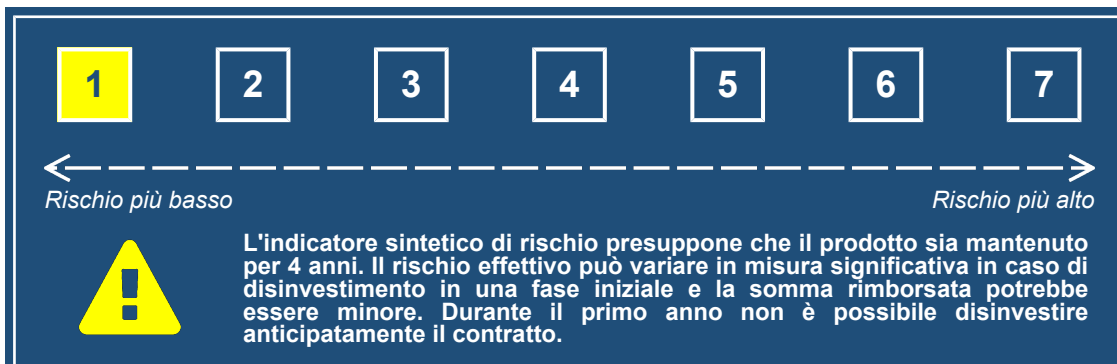 1 2 3 4 5 6 7
Rischio più basso Rischio più alto
L'indicatore sintetico di rischio presuppone che il prodotto sia mantenuto
per 4 anni. Il rischio effettivo può variare in misura significativa in caso di
disinvestimento in una fase iniziale e la somma rimborsata potrebbe
essere minore. Durante il primo anno non è possibile disinvestire
anticipatamente il contratto.